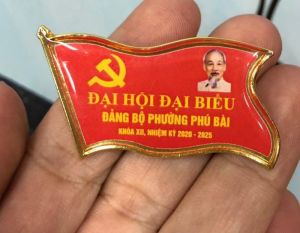 ĐẠI HỘI ĐẠI BIỂU
ĐẢNG BỘ PHƯỜNG PHÚ BÀI
KHÓA XII, NHIỆM KỲ 2020 - 2025